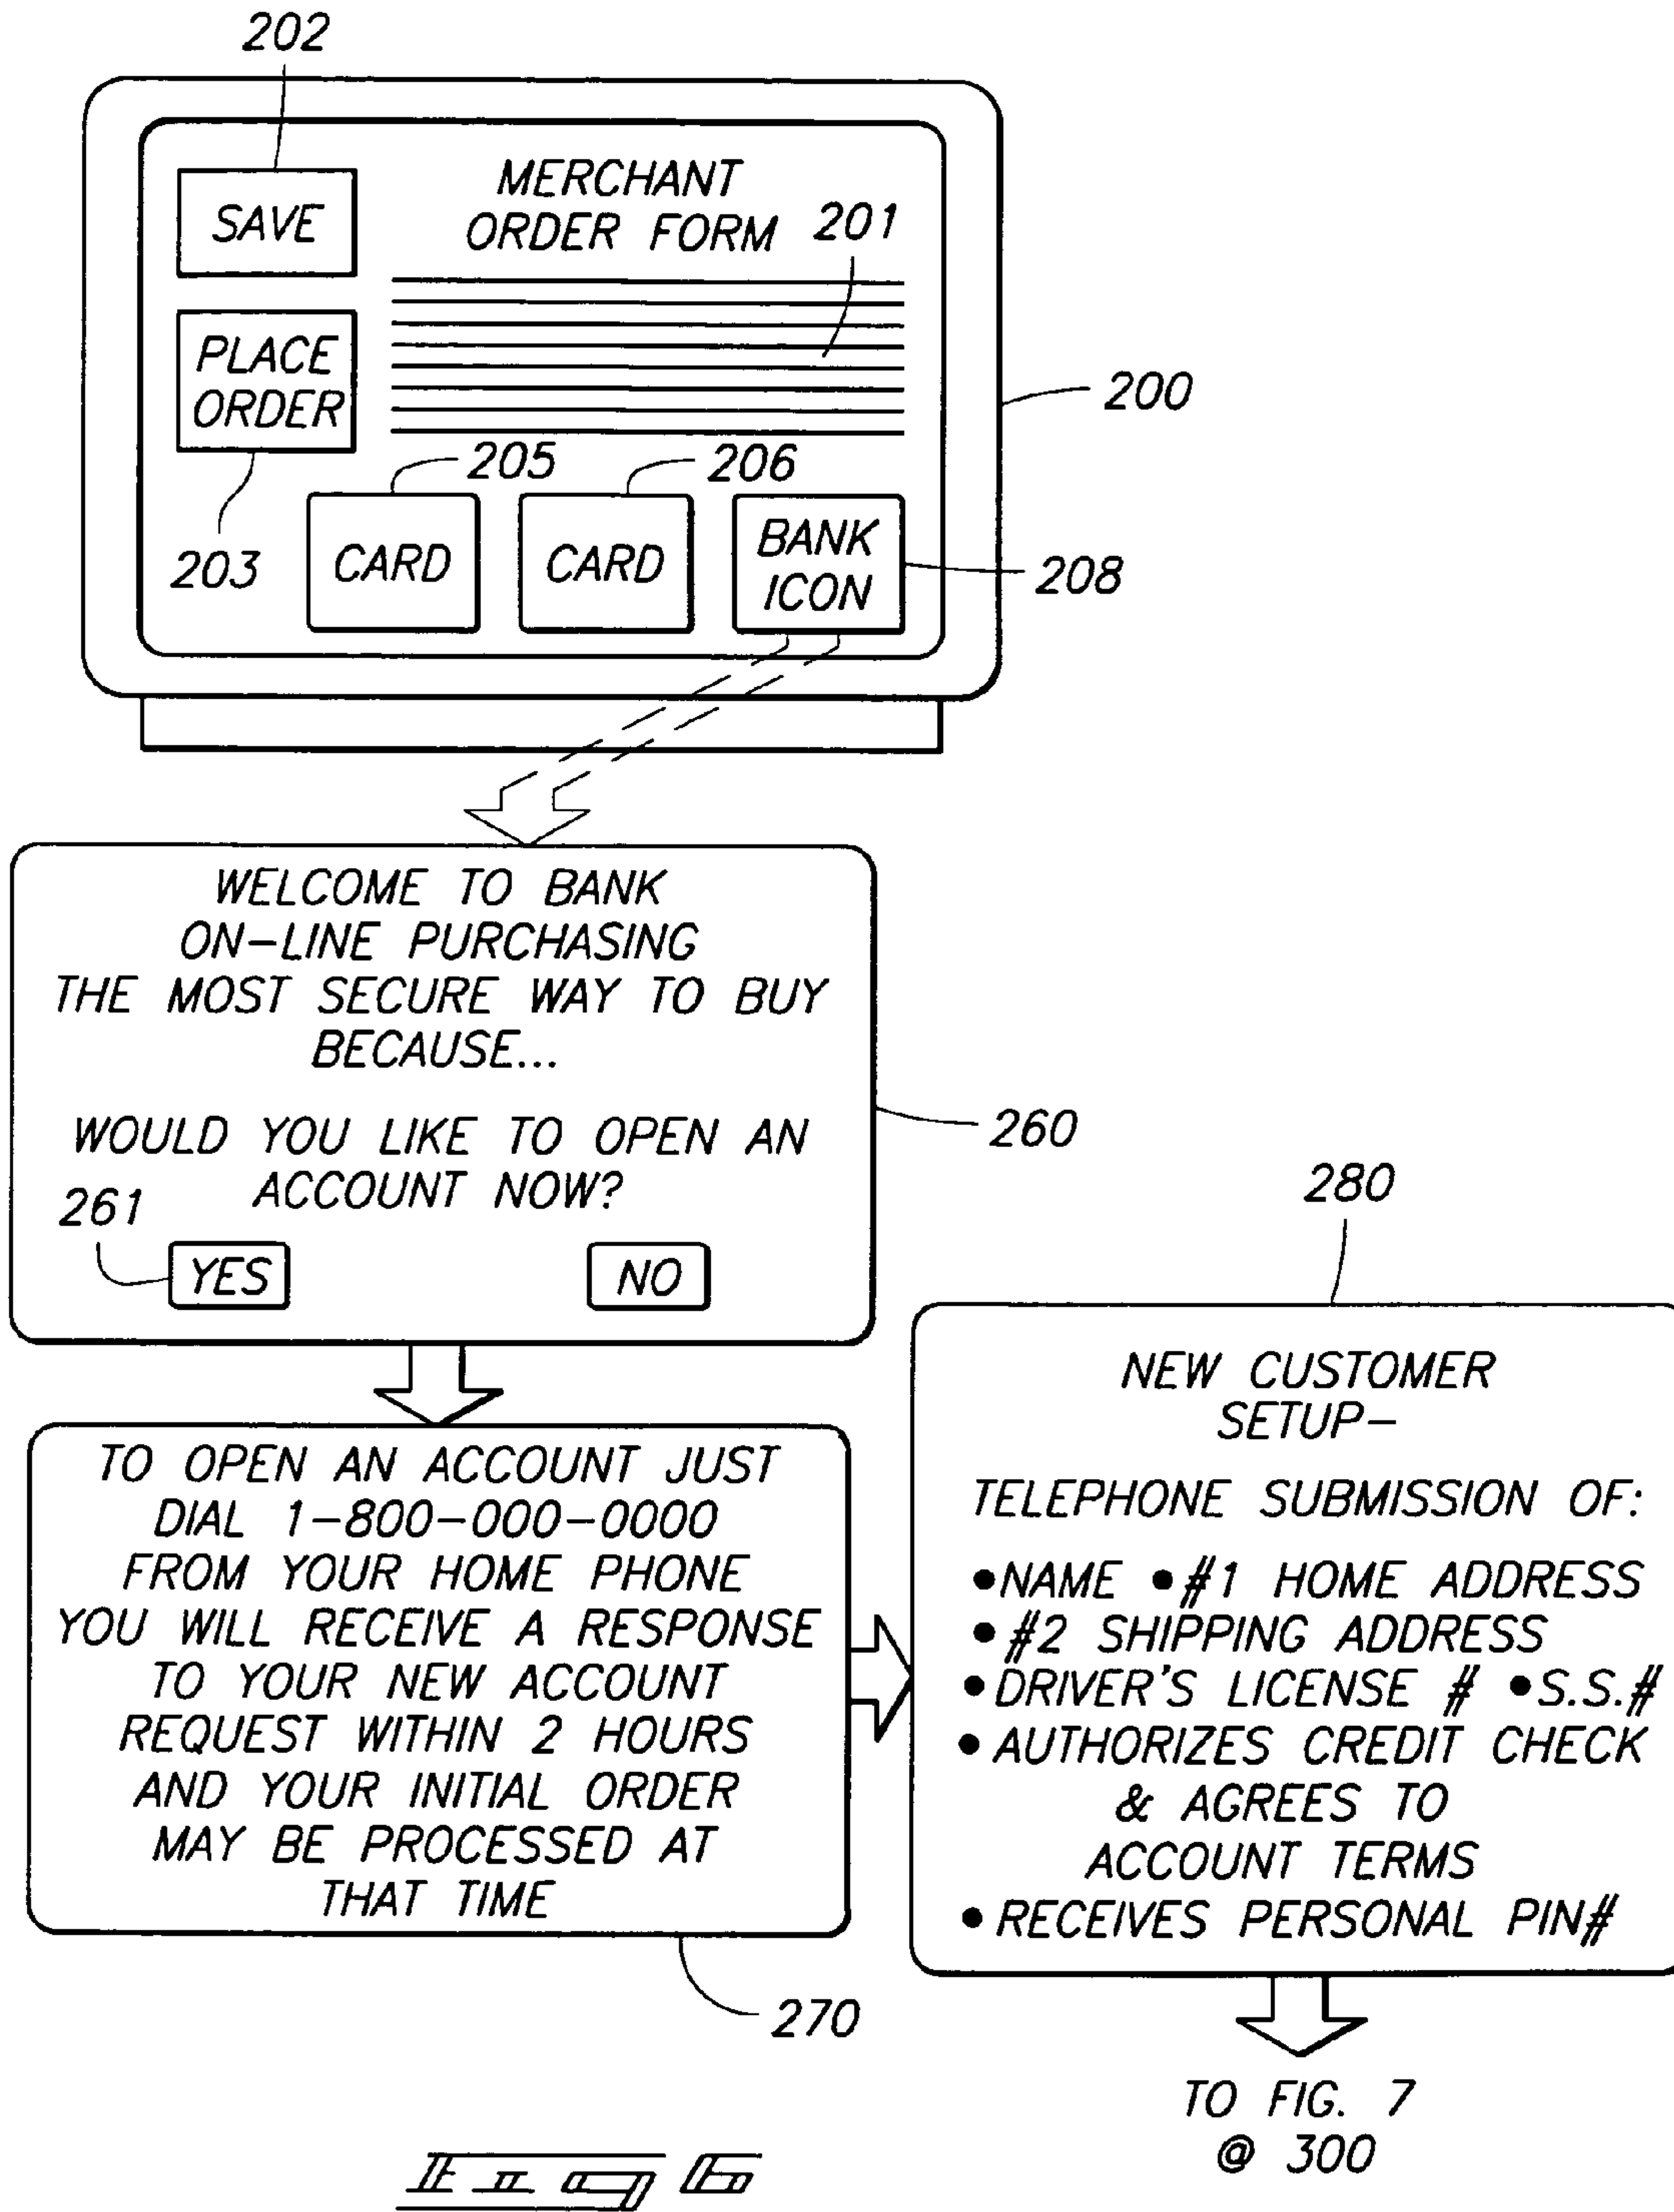 202
SAVE
MERCHANT
ORDER FORM
201
PLACE
ORDER
200
205
206
203
CARD
CARD
BANK
ICON
208
WELCOME TO BANK
ON-LINE PURCHASING
THE MOST SECURE WAY TO BUY
BECAUSE...
WOULD YOU LIKE TO OPEN AN
ACCOUNT NOW?
260
261
YES
NO
TO OPEN AN ACCOUNT JUST
DIAL 1-800-000-0000
FROM YOUR HOME PHONE
YOU WILL RECEIVE A RESPONSE
TO YOUR NEW ACCOUNT
REQUEST WITHIN 2 HOURS
AND YOUR INITIAL ORDER
MAY BE PROCESSED AT
THAT TIME
270
280
NEW CUSTOMER
SETUP-
TELEPHONE SUBMISSION OF:
•NAME •#1 HOME ADDRESS
•#2 SHIPPING ADDRESS
•DRIVER'S LICENSE # •S.S.#
•AUTHORIZES CREDIT CHECK
& AGREES TO
ACCOUNT TERMS
•RECEIVES PERSONAL PIN#
TO FIG. 7
@ 300
Fig 6